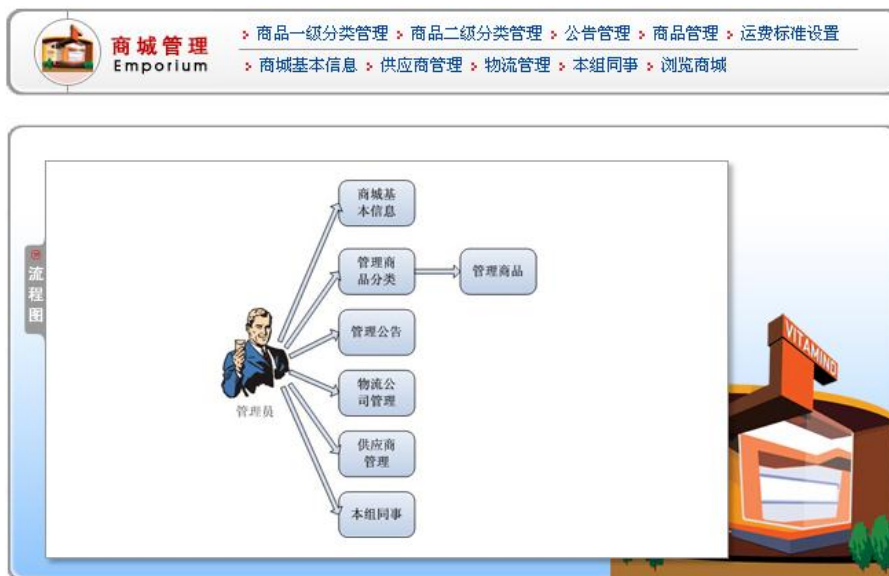 商城管理
Emporium
商品一级分类管理 商品二级分类管理 公告管理 商品管理 运费标准设置
商城基本信息 供应商管理 物流管理 本组同事 浏览商城
流程图
商城基
本信息
管理商
品分类
管理商品
管理公告
物流公
司管理
管理员
供应商
管理
本组同事
VITAMIND